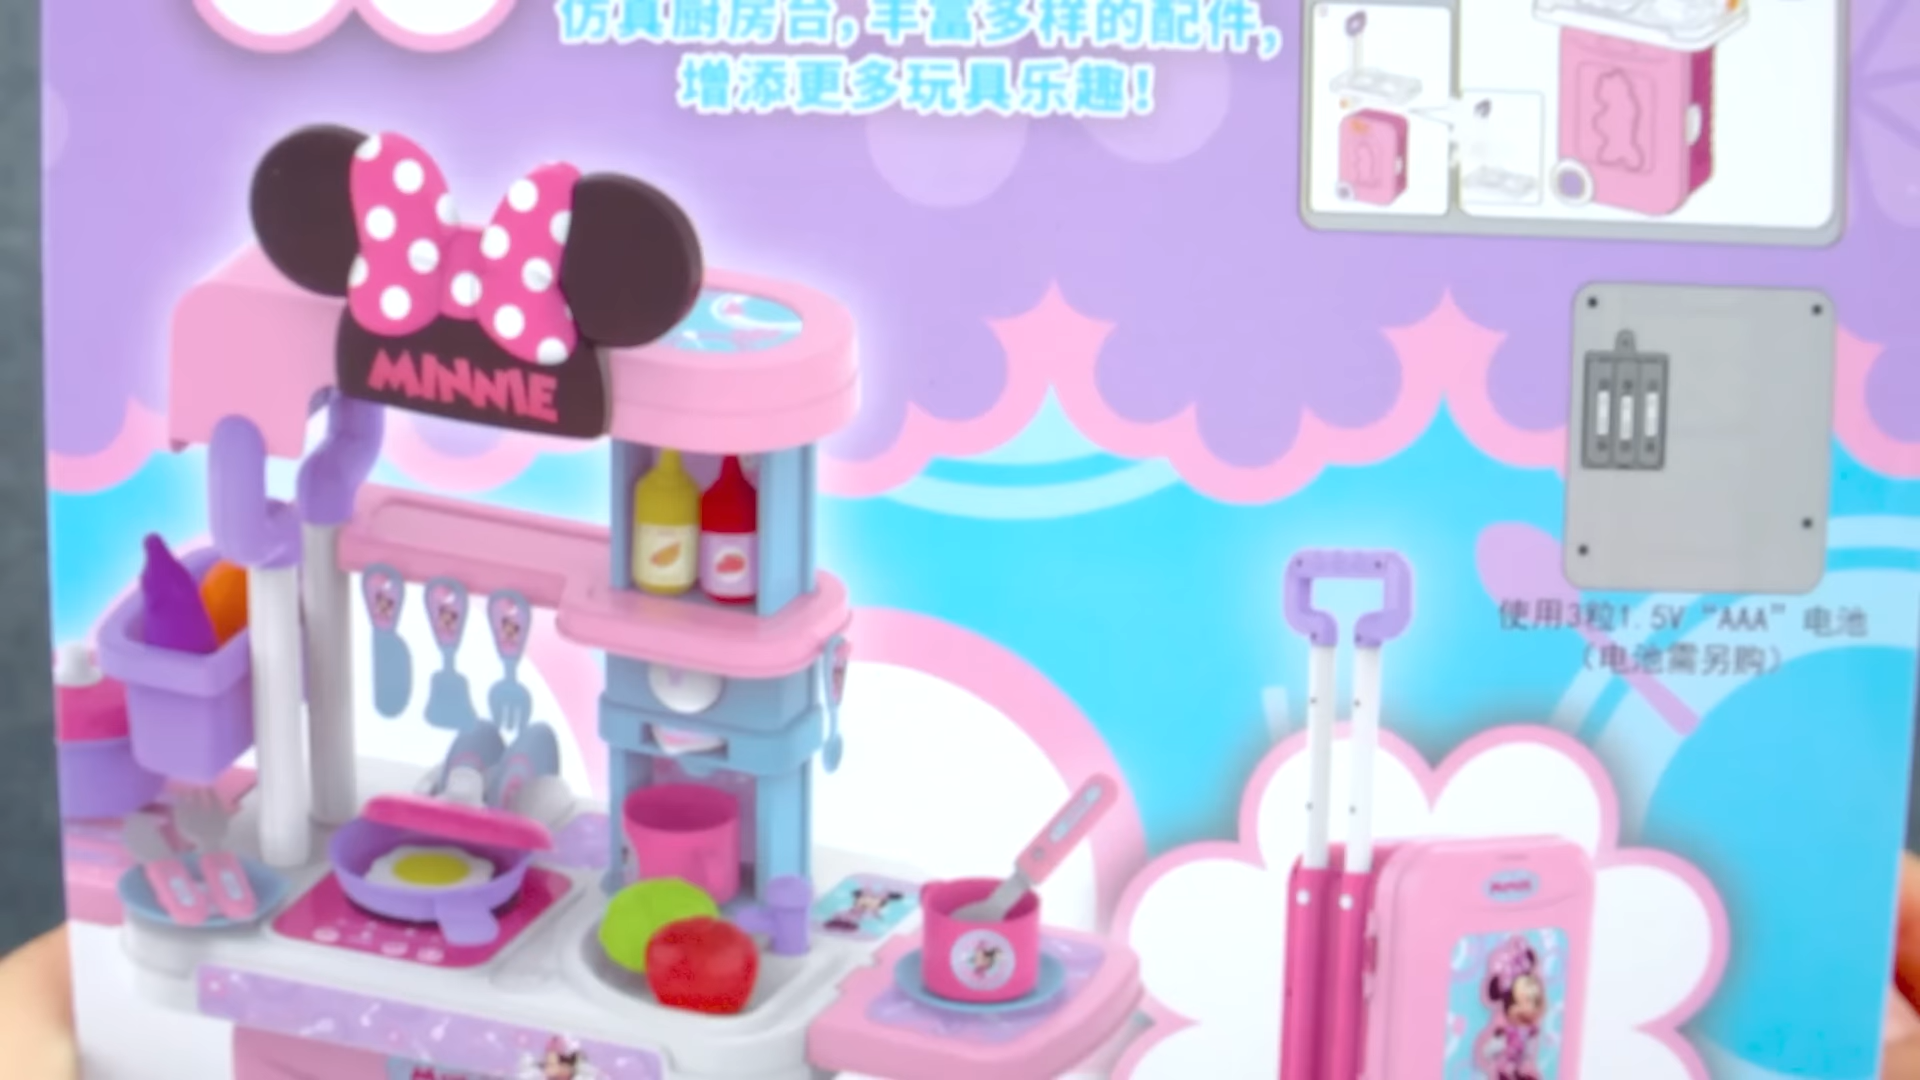 仿真厨房台，丰富多样的配件，
增添更多玩具乐趣！
MINNIE
使用3粒1.5V “AAA” 电池
（电池需另购）